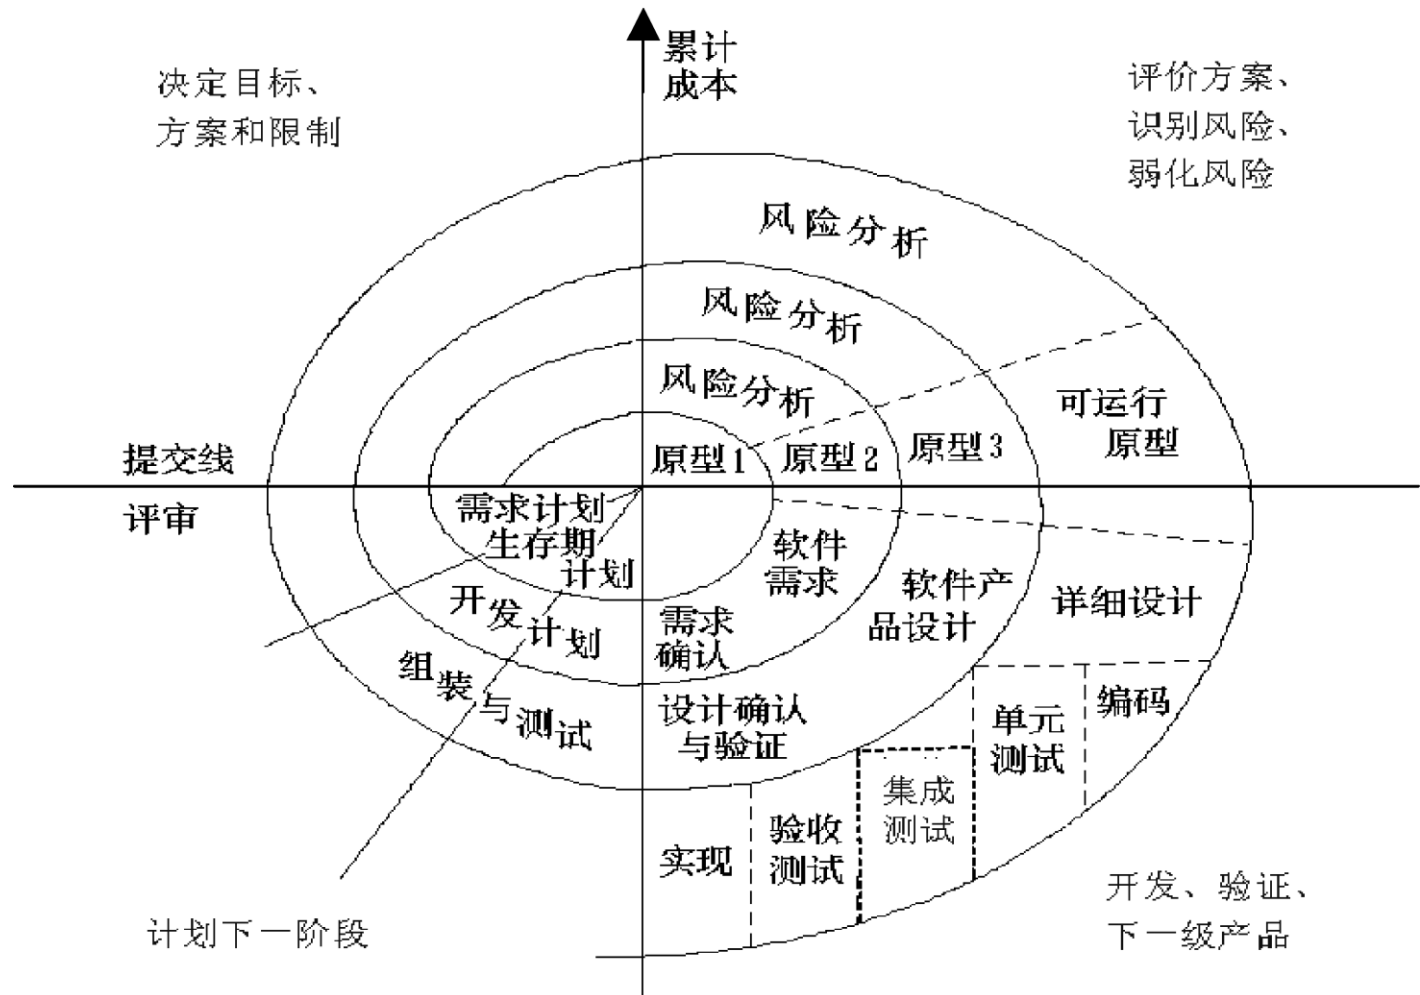 累计
成本
决定目标、
方案和限制
评价方案、
识别风险、
弱化风险
风险分析
风险分析
风险分析
可运行
原型
提交线
原型1
原型2
原型3
评审
需求计划
生存期
计划
软件
需求
开发计划
需求
确认
软件产
品设计
详细设计
组装与测试
设计确认
与验证
单元
测试
编码
集成
测试
实现
验收
测试
计划下一阶段
开发、验证、
下一级产品